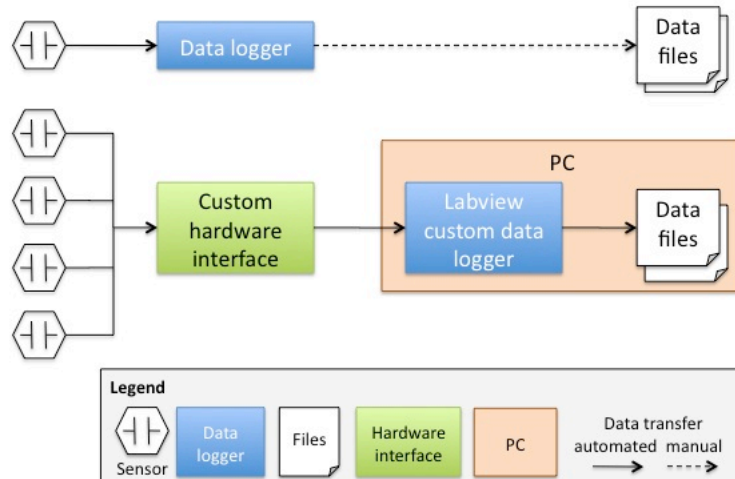 Data logger
Data
files
PC
Custom
hardware
interface
Labview
custom data
logger
Data
files
Legend
Sensor
Data
logger
Files
Hardware
interface
PC
Data transfer
automated manual